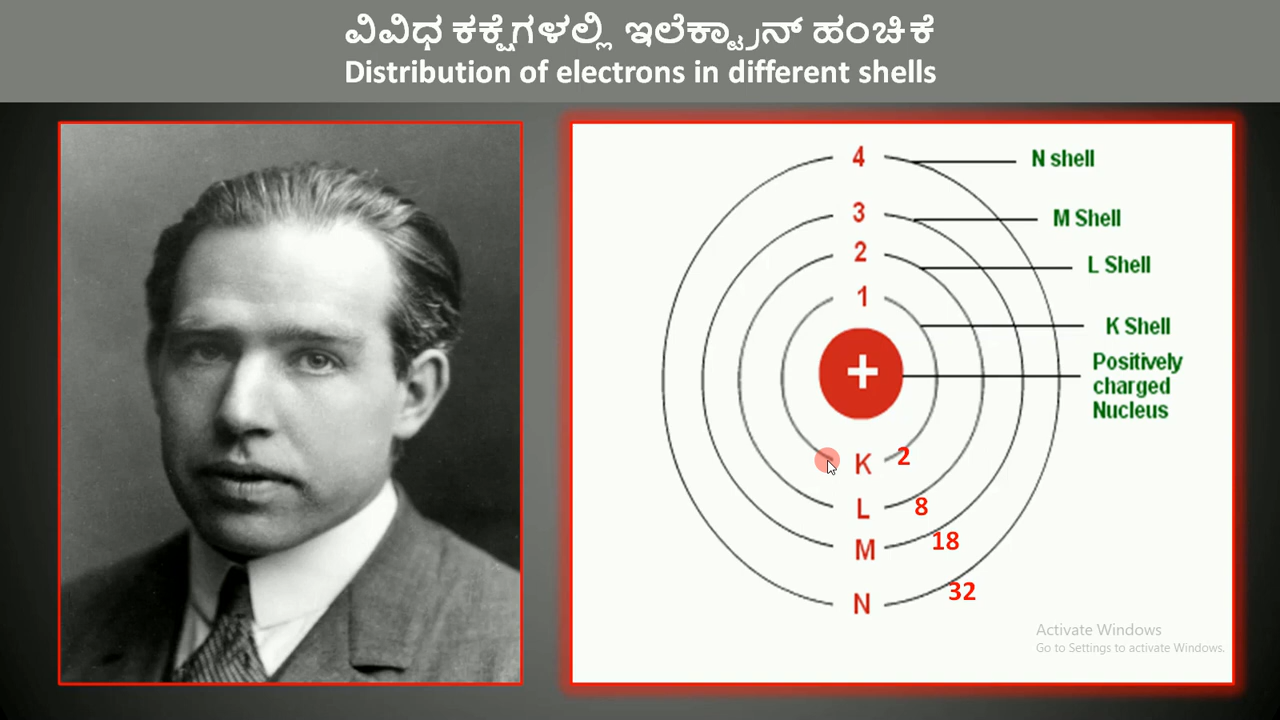 ವಿವಿಧ ಕಕ್ಷೆಗಳಲ್ಲಿ ಇಲೆಕ್ಟ್ರಾನ್ ಹಂಚಿಕೆ
Distribution of electrons in different shells
4
N shell
3
M Shell
2
L Shell
1
K Shell
+
Positively
charged
Nucleus
K 2
L 8
M 18
N 32
Activate Windows
Go to Settings to activate Windows.